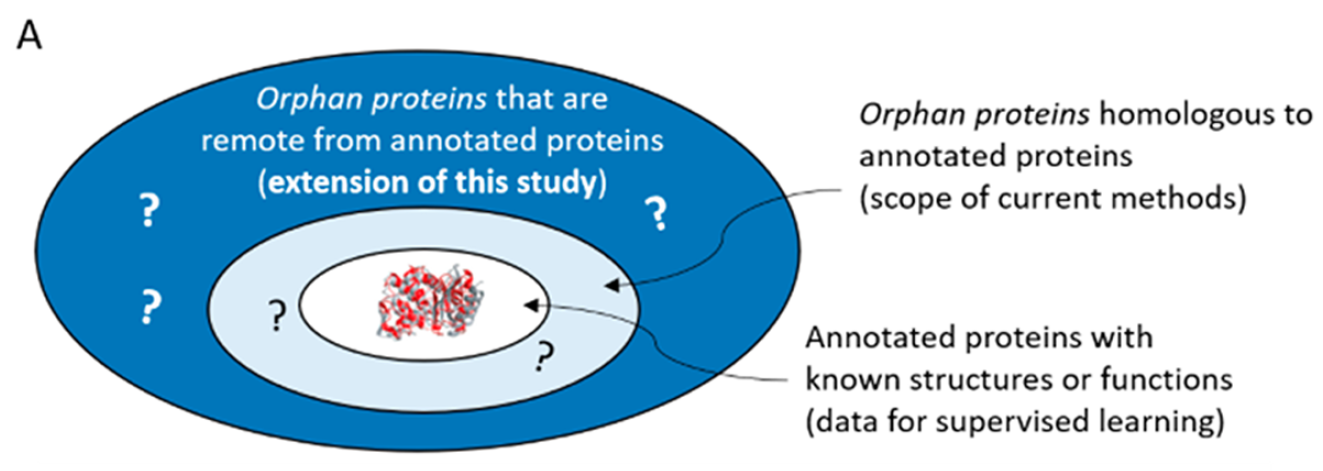 A
Orphan proteins that are
remote from annotated proteins
(extension of this study)
Orphan proteins homologous to
annotated proteins
(scope of current methods)
?
?
?
?
?
Annotated proteins with
known structures or functions
(data for supervised learning)